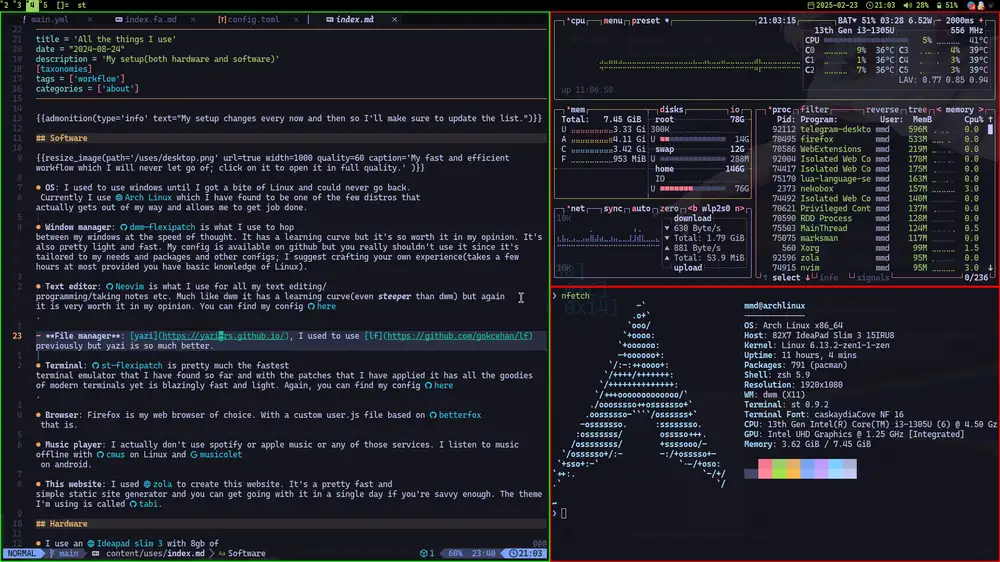 2 3 4 5 []= st
2025-02-23 21:03 28% 51%
main.yml index.fa.md config.toml index.md
22
21 title = 'All the things I use'
date = "2024-08-24"
description = 'My setup(both hardware and software)'
[taxonomies]
tags = ['workflow']
categories = ['about']
{{admonition(type='info' text="My setup changes every now and then so I'll make sure to update the list.")}}
## Software
{{resize_image(path='/uses/desktop.png' url=true width=1000 quality=60 caption='My fast and efficient
workflow which I will never let go of; click on it to open it in full quality.' )}}
● OS: I used to use windows until I got a bite of Linux and could never go back.
Currently I use Arch Linux which I have found to be one of the few distros that
actually gets out of my way and allows me to get job done.
● Window manager: dwm-flexipatch is what I use to hop
between my windows at the speed of thought. It has a learning curve but it's so worth it in my opinion. It's
also pretty light and fast. My config is available on github but you really shouldn't use it since it's
tailored to my needs and packages and other configs; I suggest crafting your own experience(takes a few
hours at most provided you have basic knowledge of Linux).
● Text editor: Neovim is what I use for all my text editing/
programming/taking notes etc. Much like dwm it has a learning curve(even steeper than dwm) but again
it is very worth it in my opinion. You can find my config here
.
23 - **File manager**: [yazi](https://yazi-rs.github.io/), I used to use [lf](https://github.com/gokcehan/lf)
previously but yazi is so much better.
● Terminal: st-flexipatch is pretty much the fastest
terminal emulator that I have found so far and with the patches that I have applied it has all the goodies
of modern terminals yet is blazingly fast and light. Again, you can find my config here
.
● Browser: Firefox is my web browser of choice. With a custom user.js file based on betterfox
that is.
● Music player: I actually don't use spotify or apple music or any of those services. I listen to music
offline with cmus on Linux and musicolet
on android.
● This website: I used zola to create this website. It's a pretty fast and
simple static site generator and you can get going with it in a single day if you're savvy enough. The theme
I'm using is called tabi.
## Hardware
● I use an Ideapad slim 3 with 8gb of
NORMAL main content/uses/index.md > Software 1 60% 23:40 21:03
cpu menu preset * 21:03:15 BAT▼ 51% 03:28 6.52W - 2000ms +
13th Gen i3-1305U 556 MHz
CPU 5% 41°C
C0 9% 36°C C3 4% 39°C
C1 1% 36°C C4 6% 39°C
C2 7% 36°C C5 3% 39°C
LAV: 0.77 0.85 0.94
up 11:06:59
mem disks io
Total: 7.45 GiB root 78G
U 3.33 Gi 300K
A 4.11 Gi U 14G
C 3.42 Gi swap 12G
F 953 MiB U 288M
home 146G
IO
U 76G
net sync auto zero <b wlp2s0 n>
10K download
▼ 630 Byte/s
▼ Total: 1.79 GiB
▲ 881 Byte/s
▲ Total: 53.9 MiB
10K upload
proc filter reverse tree < memory >
Pid: Program: User: MemB Cpu% ↑
92112 telegram-deskto mmd 596M 0.0
70495 firefox mmd 533M 0.0
70586 WebExtensions mmd 219M 0.0
92004 Isolated Web Co mmd 178M 0.0
74417 Isolated Web Co mmd 175M 0.0
75170 lua-language-se mmd 163M 0.0
2373 nekobox mmd 157M 3.0
70906 Isolated Web Co mmd 140M 0.0
70621 Privileged Cont mmd 137M 0.0
70590 RDD Process mmd 128M 0.0
75503 MainThread mmd 124M 0.5
75075 marksman mmd 117M 0.0
560 Xorg mmd 99M 1.5
74206 zola mmd 95M 0.0
74915 nvim mmd 95M 3.0
↑ select ↓ info signals 0/236
> nfetch
mmd@archlinux
OS: Arch Linux x86_64
Host: 82X7 IdeaPad Slim 3 15IRU8
Kernel: Linux 6.13.2-zen1-1-zen
Uptime: 11 hours, 4 mins
Packages: 791 (pacman)
Shell: zsh 5.9
Resolution: 1920x1080
WM: dwm (X11)
Terminal: st 0.9.2
Terminal Font: caskaydiaCove NF 16
CPU: 13th Gen Intel(R) Core(TM) i3-1305U (6) @ 4.50 Gz
GPU: Intel UHD Graphics @ 1.25 GHz [Integrated]
Memory: 3.62 GiB / 7.45 GiB
~
>